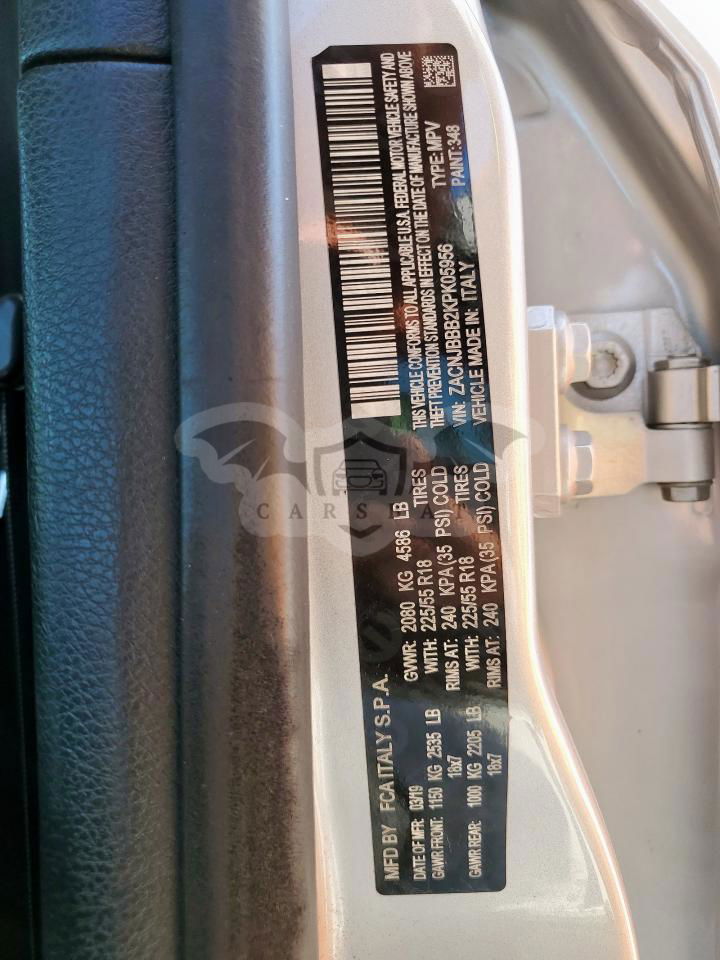 MFD BY FCA ITALY S.P.A.
DATE OF MFR: 03/19 GVWR: 2080 KG 4586 LB
GAWR FRONT: 1150 KG 2535 LB WITH: 225/55 R18 TIRES
18x7 RIMS AT: 240 KPA(35 PSI) COLD
GAWR REAR: 1000 KG 2205 LB WITH: 225/55 R18 TIRES
18x7 RIMS AT: 240 KPA(35 PSI) COLD
THIS VEHICLE CONFORMS TO ALL APPLICABLE U.S.A. FEDERAL MOTOR VEHICLE SAFETY AND
THEFT PREVENTION STANDARDS IN EFFECT ON THE DATE OF MANUFACTURE SHOWN ABOVE
VIN: ZACNJBBB2KPK05956 TYPE: MPV
VEHICLE MADE IN: ITALY PAINT: 348